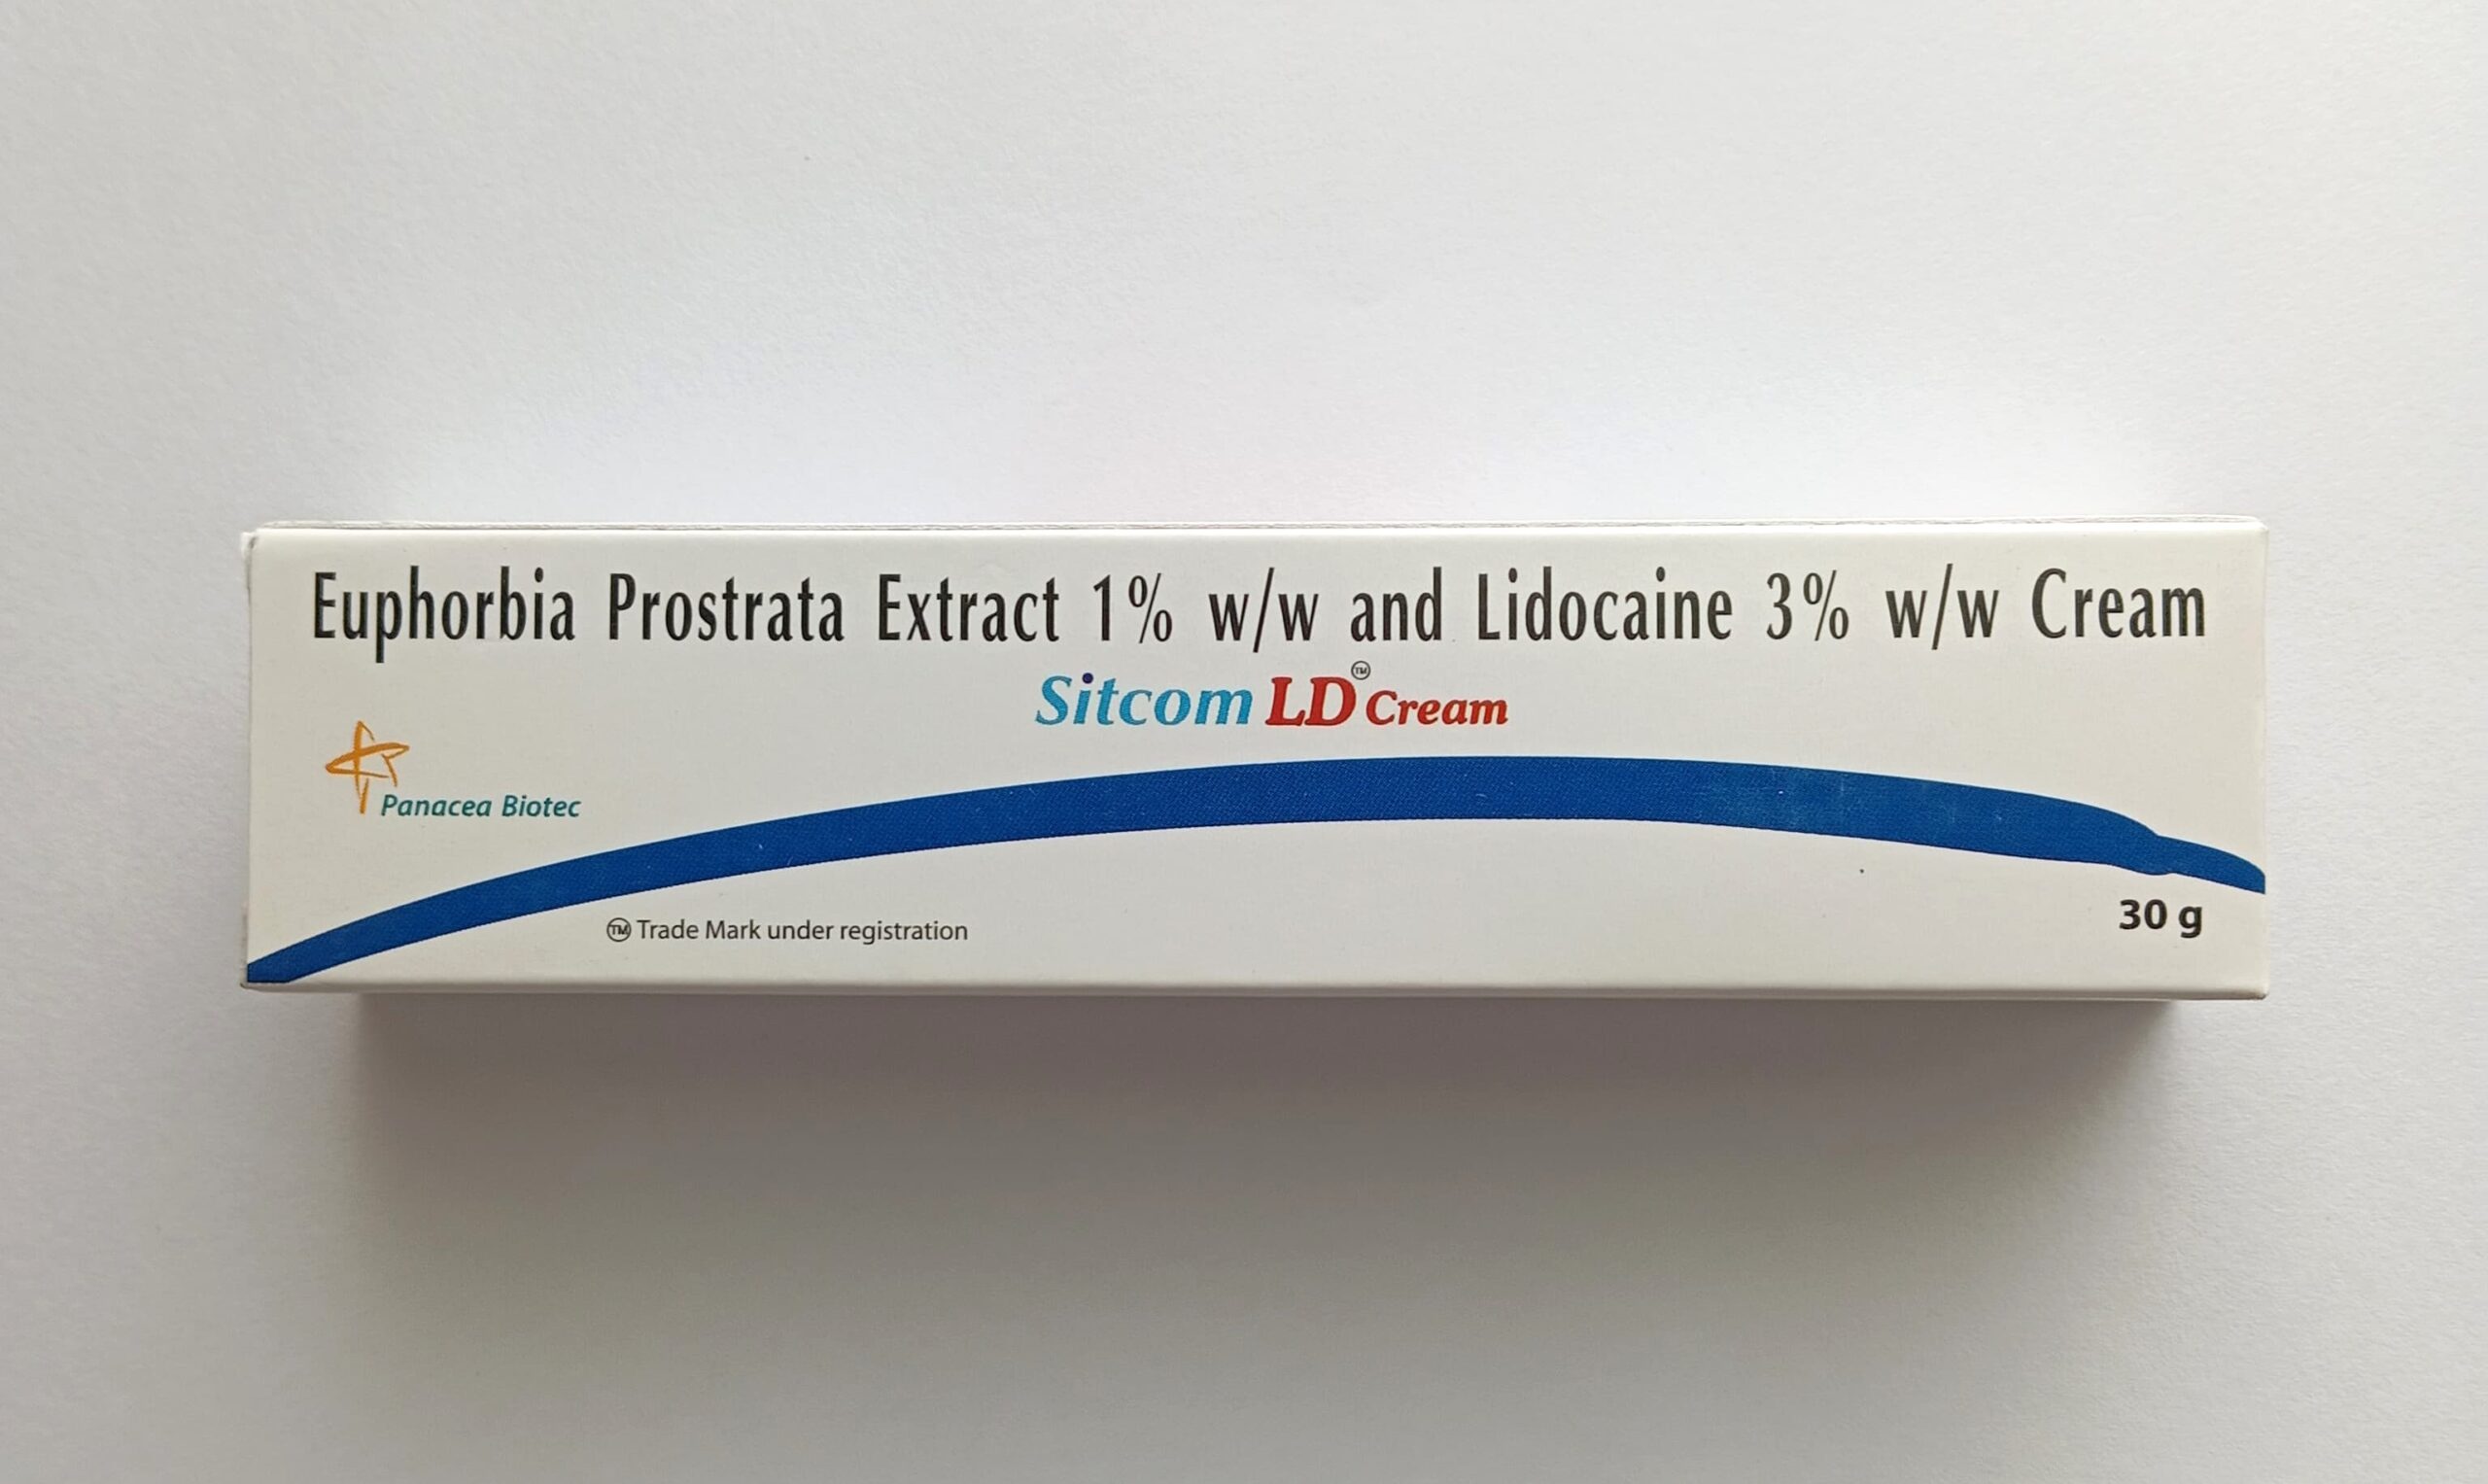 Euphorbia Prostrata Extract 1% w/w and Lidocaine 3% w/w Cream
Sitcom LD™ Cream
Panacea Biotec
™ Trade Mark under registration
30 g